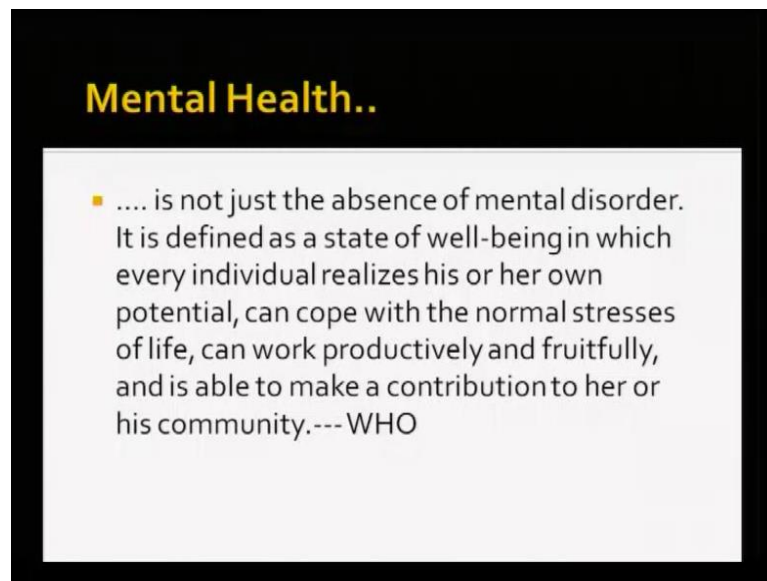 Mental Health..
.... is not just the absence of mental disorder.
It is defined as a state of well-being in which
every individual realizes his or her own
potential, can cope with the normal stresses
of life, can work productively and fruitfully,
and is able to make a contribution to her or
his community.--- WHO